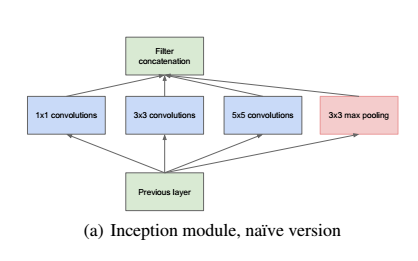 Filter
concatenation
1x1 convolutions
3x3 convolutions
5x5 convolutions
3x3 max pooling
Previous layer
(a) Inception module, naïve version